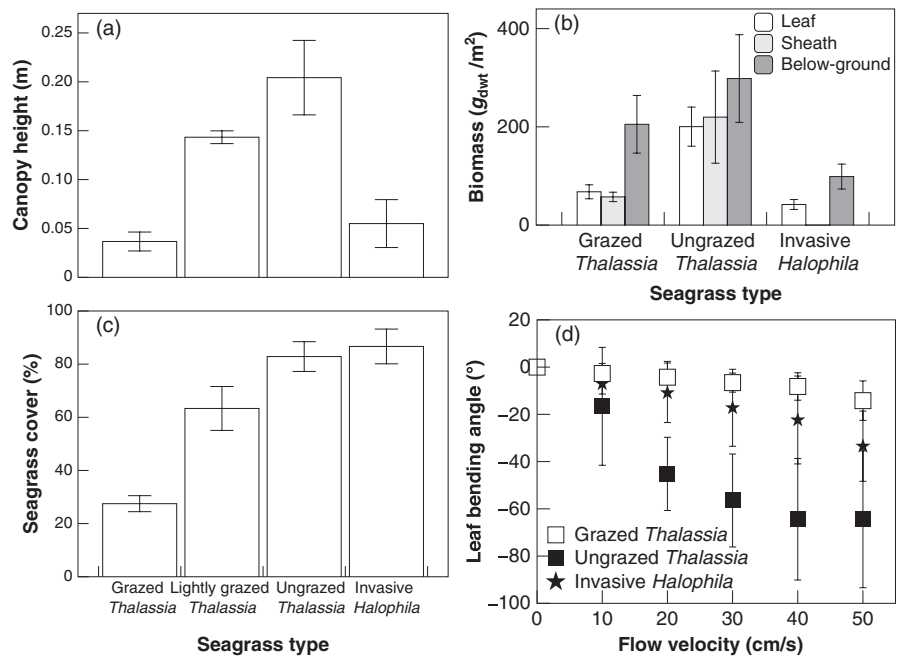 (a)
Canopy height (m)
0.25
0.20
0.15
0.10
0.05
0
(b)
Biomass (g_dwt /m²)
400
200
0
Leaf
Sheath
Below-ground
Grazed Ungrazed Invasive
Thalassia Thalassia Halophila
Seagrass type
(c)
Seagrass cover (%)
100
80
60
40
20
0
Grazed Lightly grazed Ungrazed Invasive
Thalassia Thalassia Thalassia Halophila
Seagrass type
(d)
Leaf bending angle (°)
20
0
−20
−40
−60
−80
−100
Grazed Thalassia
Ungrazed Thalassia
Invasive Halophila
0 10 20 30 40 50
Flow velocity (cm/s)